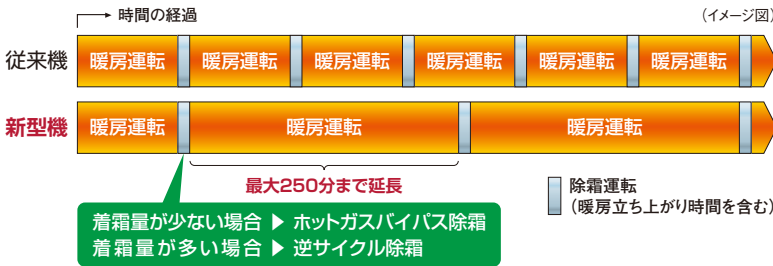 時間の経過
(イメージ図)
従来機 暖房運転 暖房運転 暖房運転 暖房運転 暖房運転 暖房運転
新型機 暖房運転 暖房運転 暖房運転
最大250分まで延長
除霜運転
(暖房立ち上がり時間を含む)
着霜量が少ない場合 ▶ ホットガスバイパス除霜
着霜量が多い場合 ▶ 逆サイクル除霜